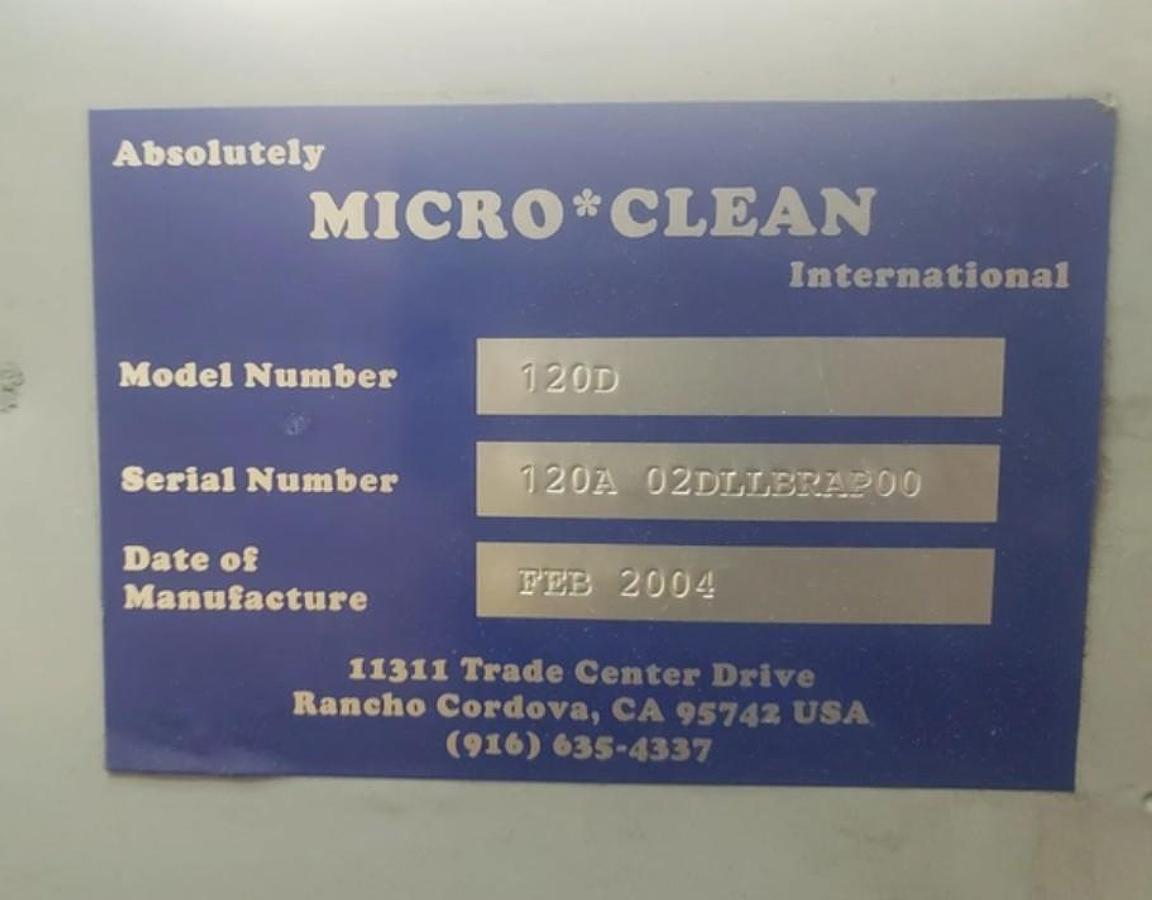 Absolutely
MICRO*CLEAN
International
Model Number 120D
Serial Number 120A 02DLLBRAP00
Date of
Manufacture FEB 2004
11311 Trade Center Drive
Rancho Cordova, CA 95742 USA
(916) 635-4337